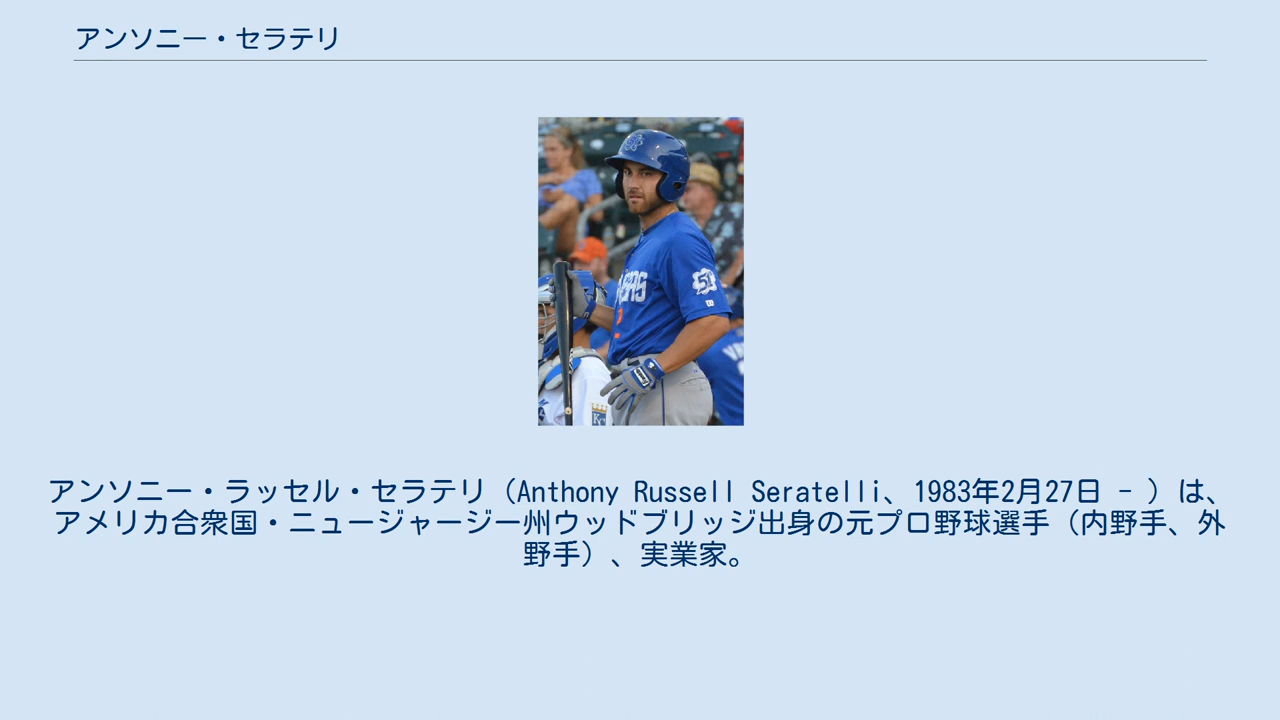 アンソニー・セラテリ
51
KC
アンソニー・ラッセル・セラテリ（Anthony Russell Seratelli、1983年2月27日 - ）は、
アメリカ合衆国・ニュージャージー州ウッドブリッジ出身の元プロ野球選手（内野手、外
野手）、実業家。